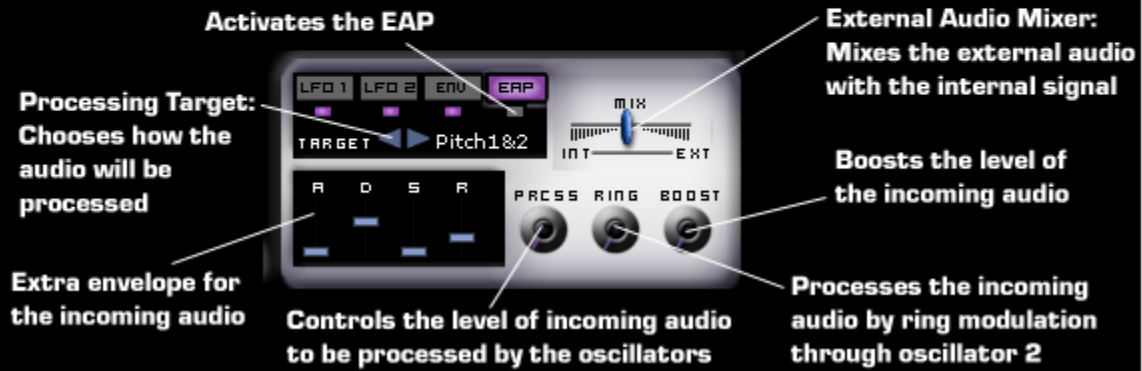 Activates the EAP
External Audio Mixer:
Mixes the external audio
with the internal signal
Processing Target:
Chooses how the
audio will be
processed
LFO 1 LFO 2 ENV EAP
TARGET Pitch1&2
MIX
INT EXT
A D S R
PRCSS RING BOOST
Boosts the level of
the incoming audio
Extra envelope for
the incoming audio
Controls the level of incoming audio
to be processed by the oscillators
Processes the incoming
audio by ring modulation
through oscillator 2